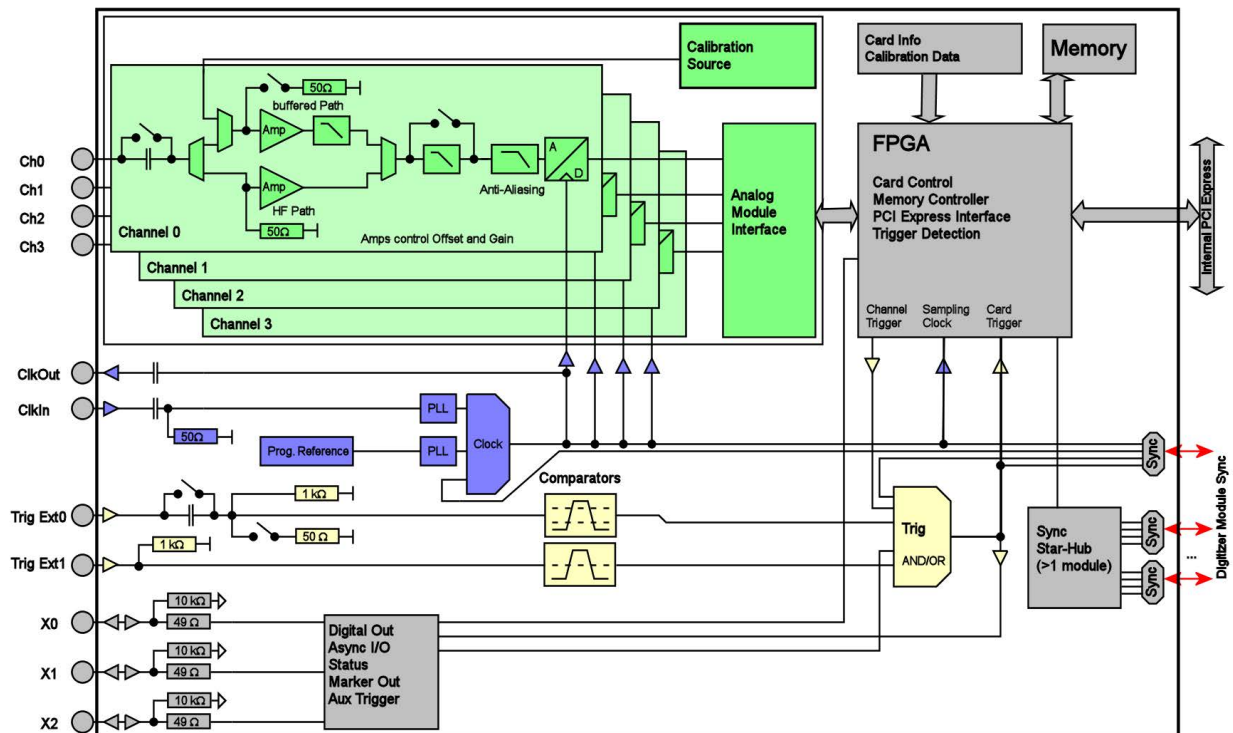 Calibration
Source
Card Info
Calibration Data
Memory
50Ω
buffered Path
Amp
Amp
HF Path
50Ω
Anti-Aliasing
A
D
Ch0
Ch1
Ch2
Ch3
Channel 0
Amps control Offset and Gain
Channel 1
Channel 2
Channel 3
Analog
Module
Interface
FPGA
Card Control
Memory Controller
PCI Express Interface
Trigger Detection
Channel
Trigger
Sampling
Clock
Card
Trigger
Internal PCI Express
ClkOut
ClkIn
50Ω
PLL
Prog. Reference
PLL
Clock
Sync
Comparators
Trig Ext0
1 kΩ
50 Ω
Trig Ext1
1 kΩ
Trig
AND/OR
Sync
Star-Hub
(>1 module)
Sync
...
Sync
Digitizer Module Sync
X0
10 kΩ
49 Ω
X1
10 kΩ
49 Ω
X2
10 kΩ
49 Ω
Digital Out
Async I/O
Status
Marker Out
Aux Trigger